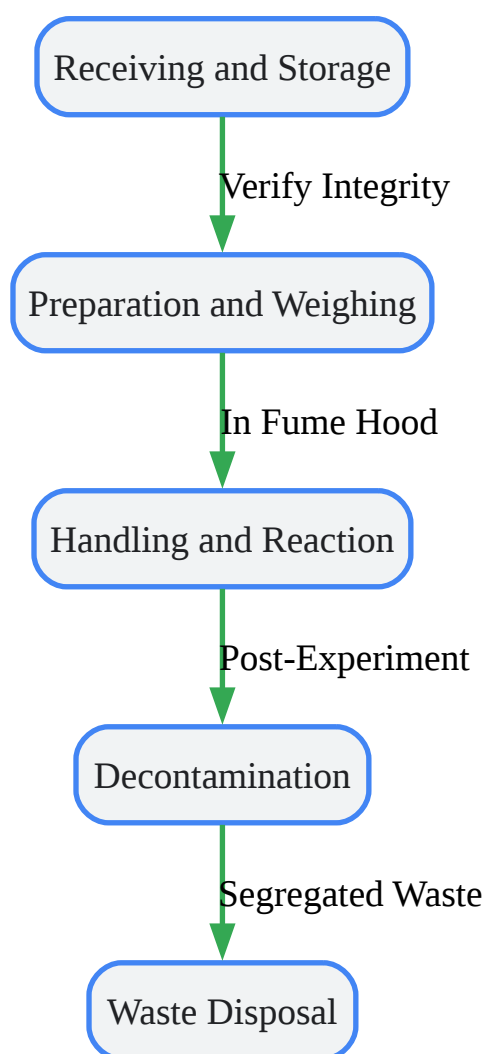 Receiving and Storage
Verify Integrity
Preparation and Weighing
In Fume Hood
Handling and Reaction
Post-Experiment
Decontamination
Segregated Waste
Waste Disposal